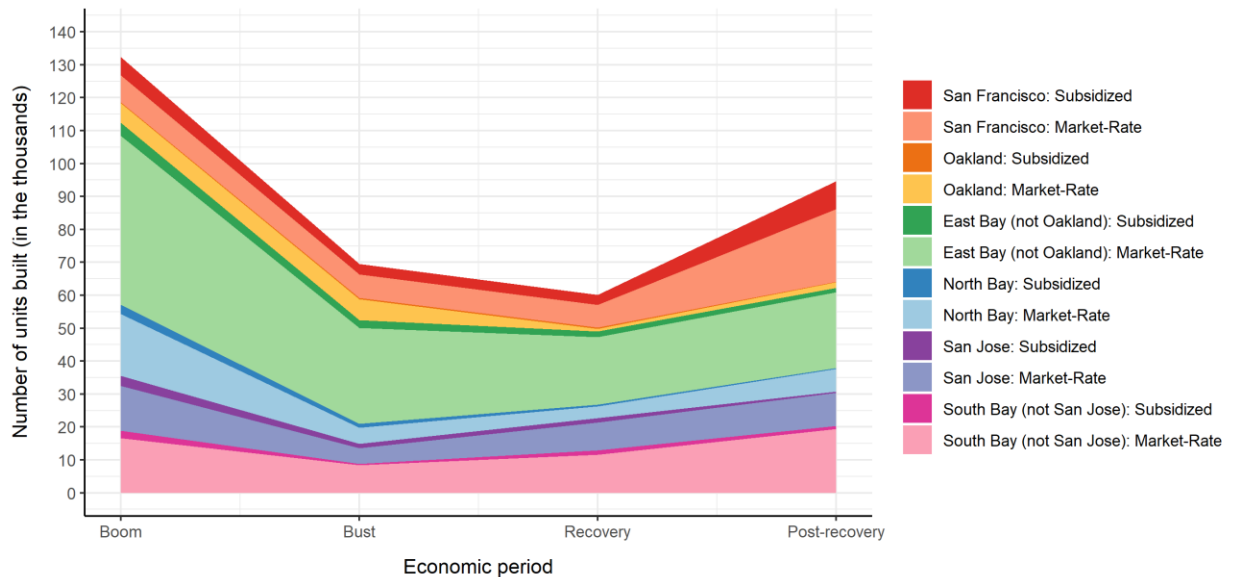 Number of units built (in the thousands)
140
130
120
110
100
90
80
70
60
50
40
30
20
10
0
Boom
Bust
Recovery
Post-recovery
Economic period
San Francisco: Subsidized
San Francisco: Market-Rate
Oakland: Subsidized
Oakland: Market-Rate
East Bay (not Oakland): Subsidized
East Bay (not Oakland): Market-Rate
North Bay: Subsidized
North Bay: Market-Rate
San Jose: Subsidized
San Jose: Market-Rate
South Bay (not San Jose): Subsidized
South Bay (not San Jose): Market-Rate